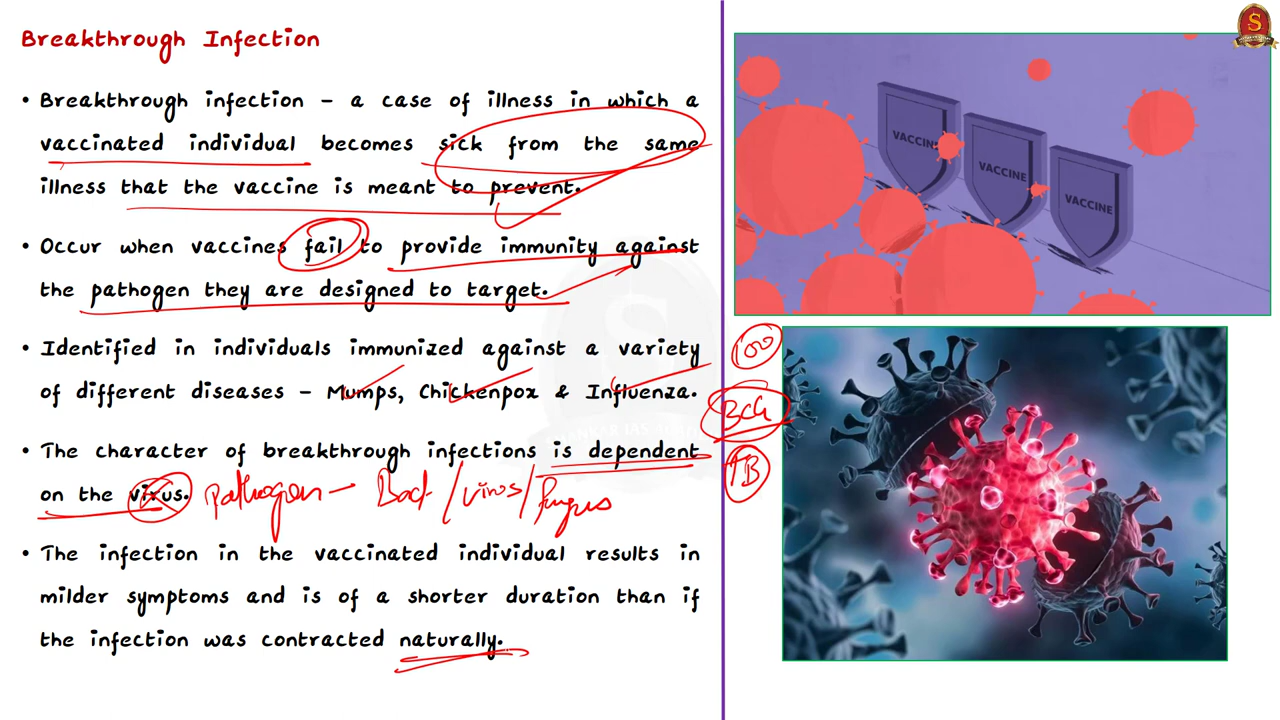 Breakthrough Infection
• Breakthrough infection – a case of illness in which a
vaccinated individual becomes sick from the same
illness that the vaccine is meant to prevent.
• Occur when vaccines fail to provide immunity against
the pathogen they are designed to target.
• Identified in individuals immunized against a variety
of different diseases – Mumps, Chickenpox & Influenza.
• The character of breakthrough infections is dependent
on the virus. Pathogen – Bact /virus/fungus
• The infection in the vaccinated individual results in
milder symptoms and is of a shorter duration than if
the infection was contracted naturally.
VACCINE
VACCINE
VACCINE
100
BCG
TB
S